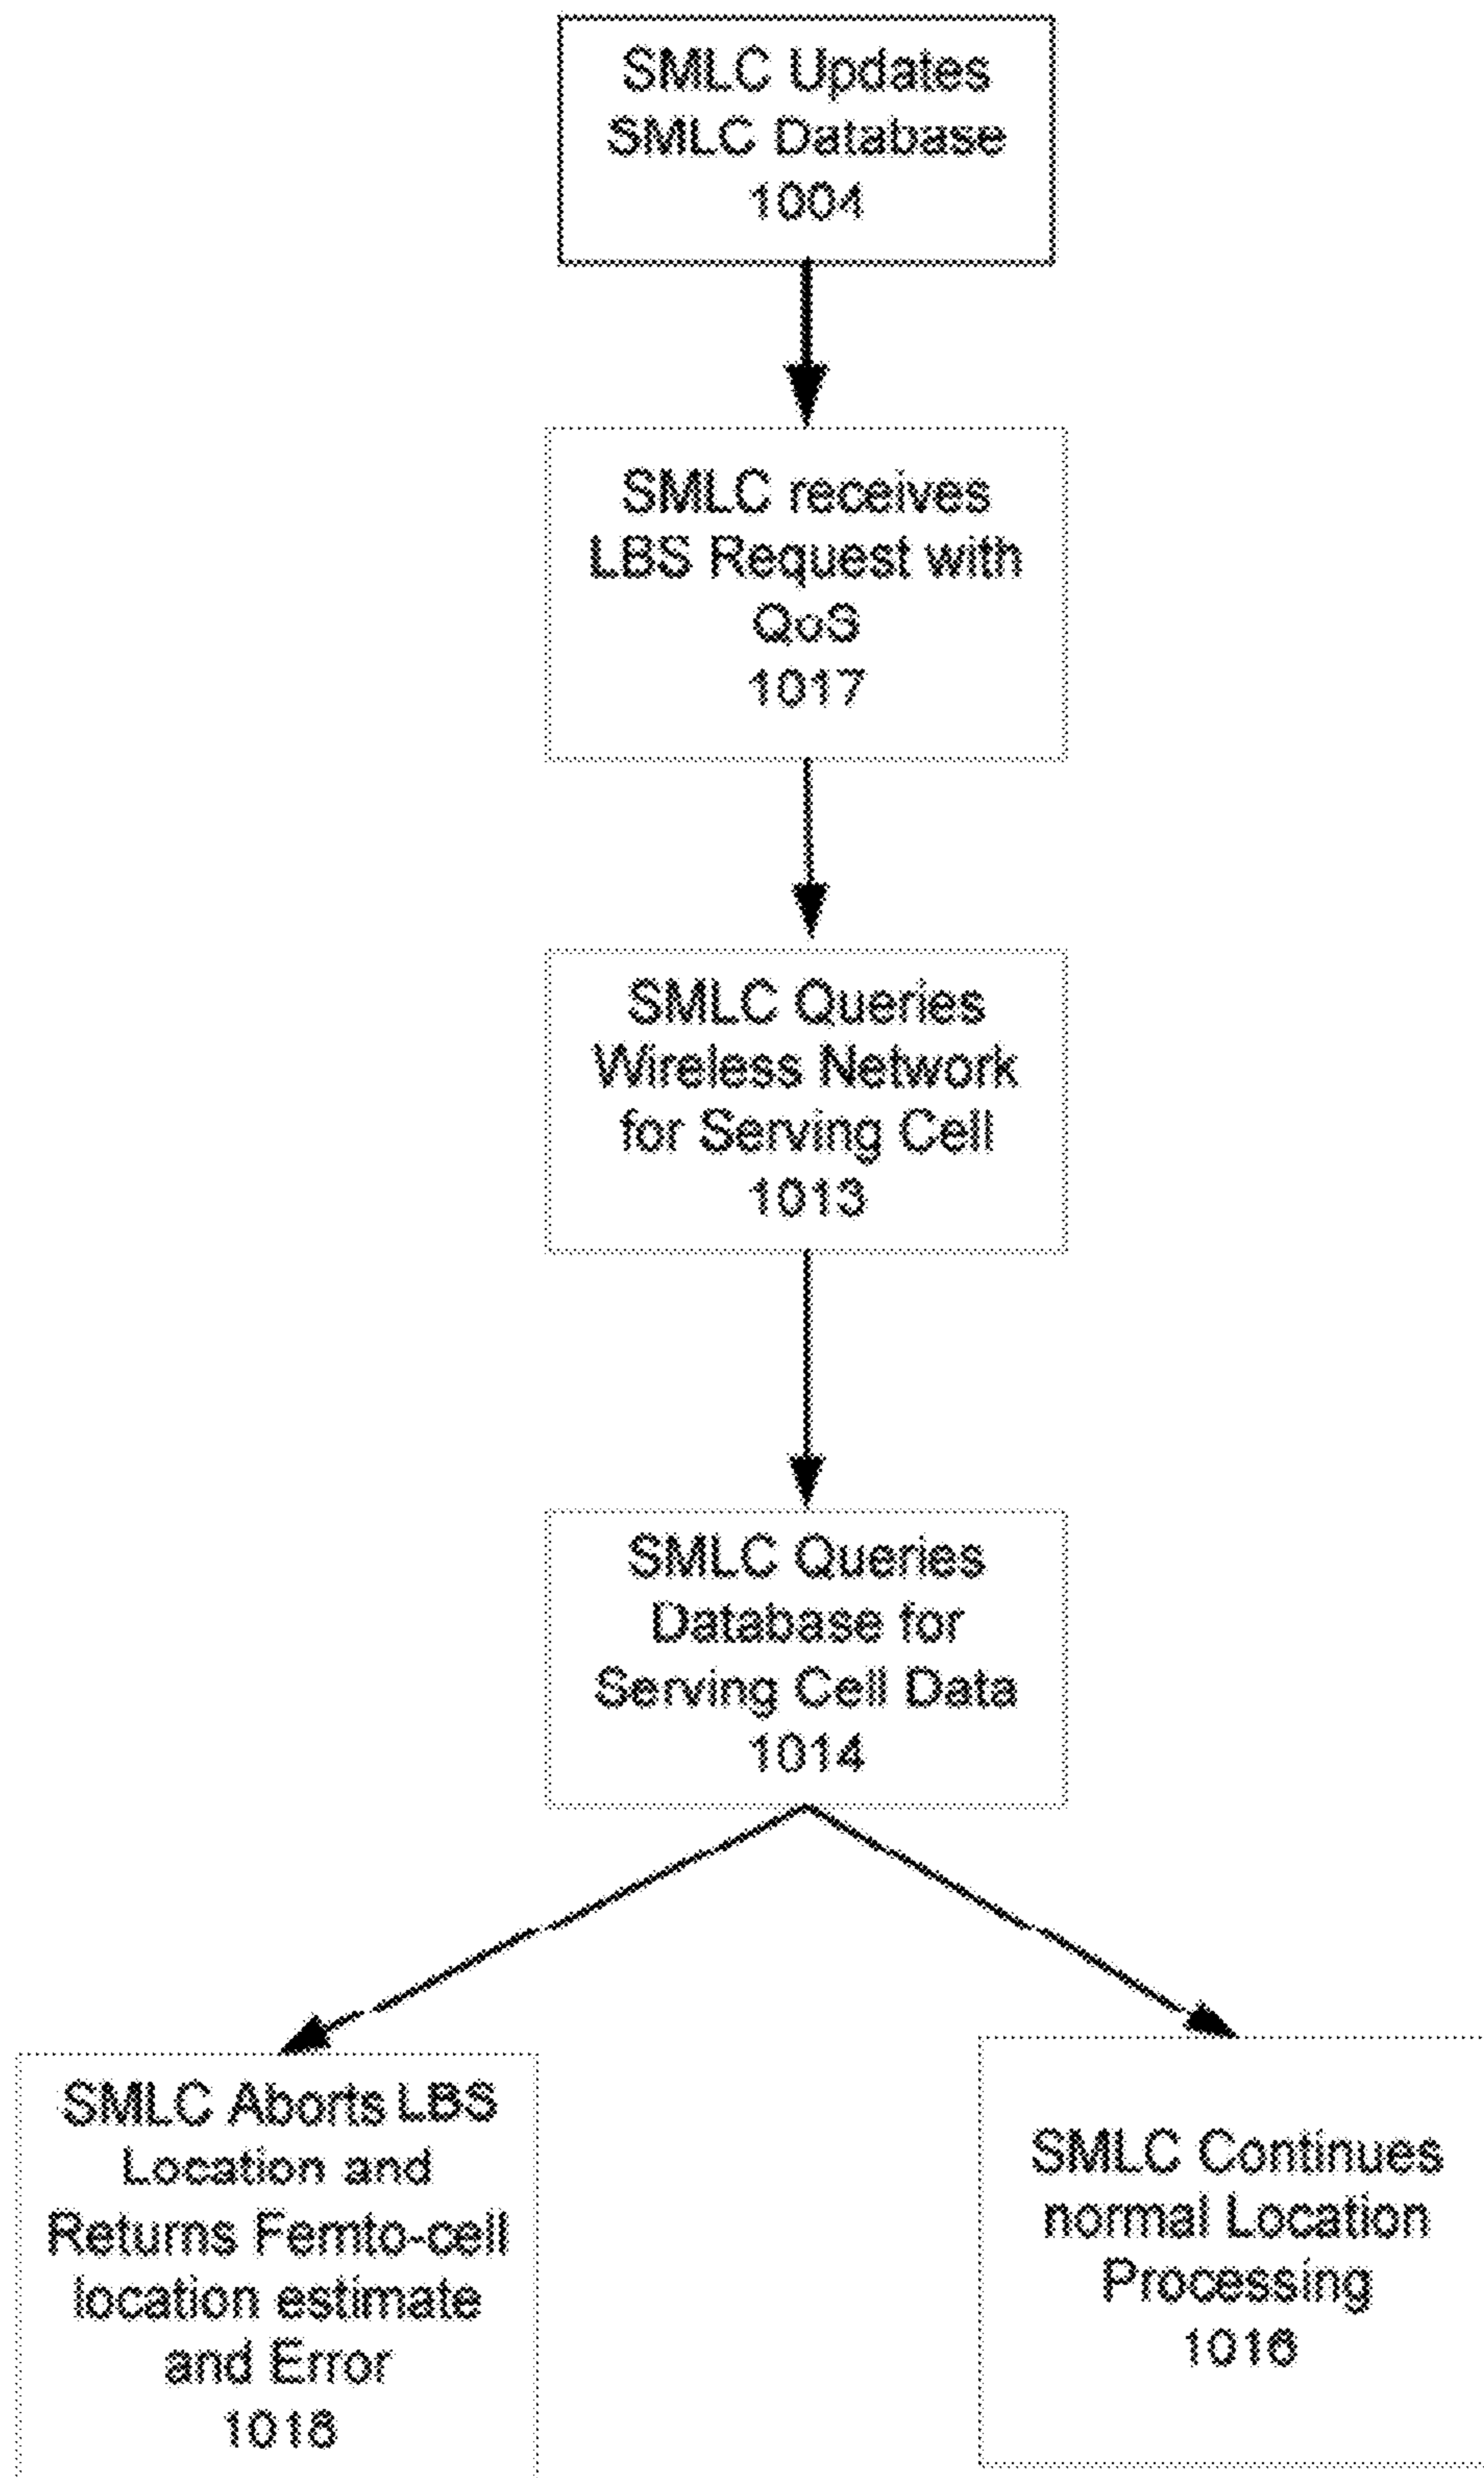 SMLC Updates
SMLC Database
1004
SMLC receives
LBS Request with
QoS
1017
SMLC Queries
Wireless Network
for Serving Cell
1013
SMLC Queries
Database for
Serving Cell Data
1014
SMLC Aborts LBS
Location and
Returns Femto-cell
location estimate
and Error
1018
SMLC Continues
normal Location
Processing
1016